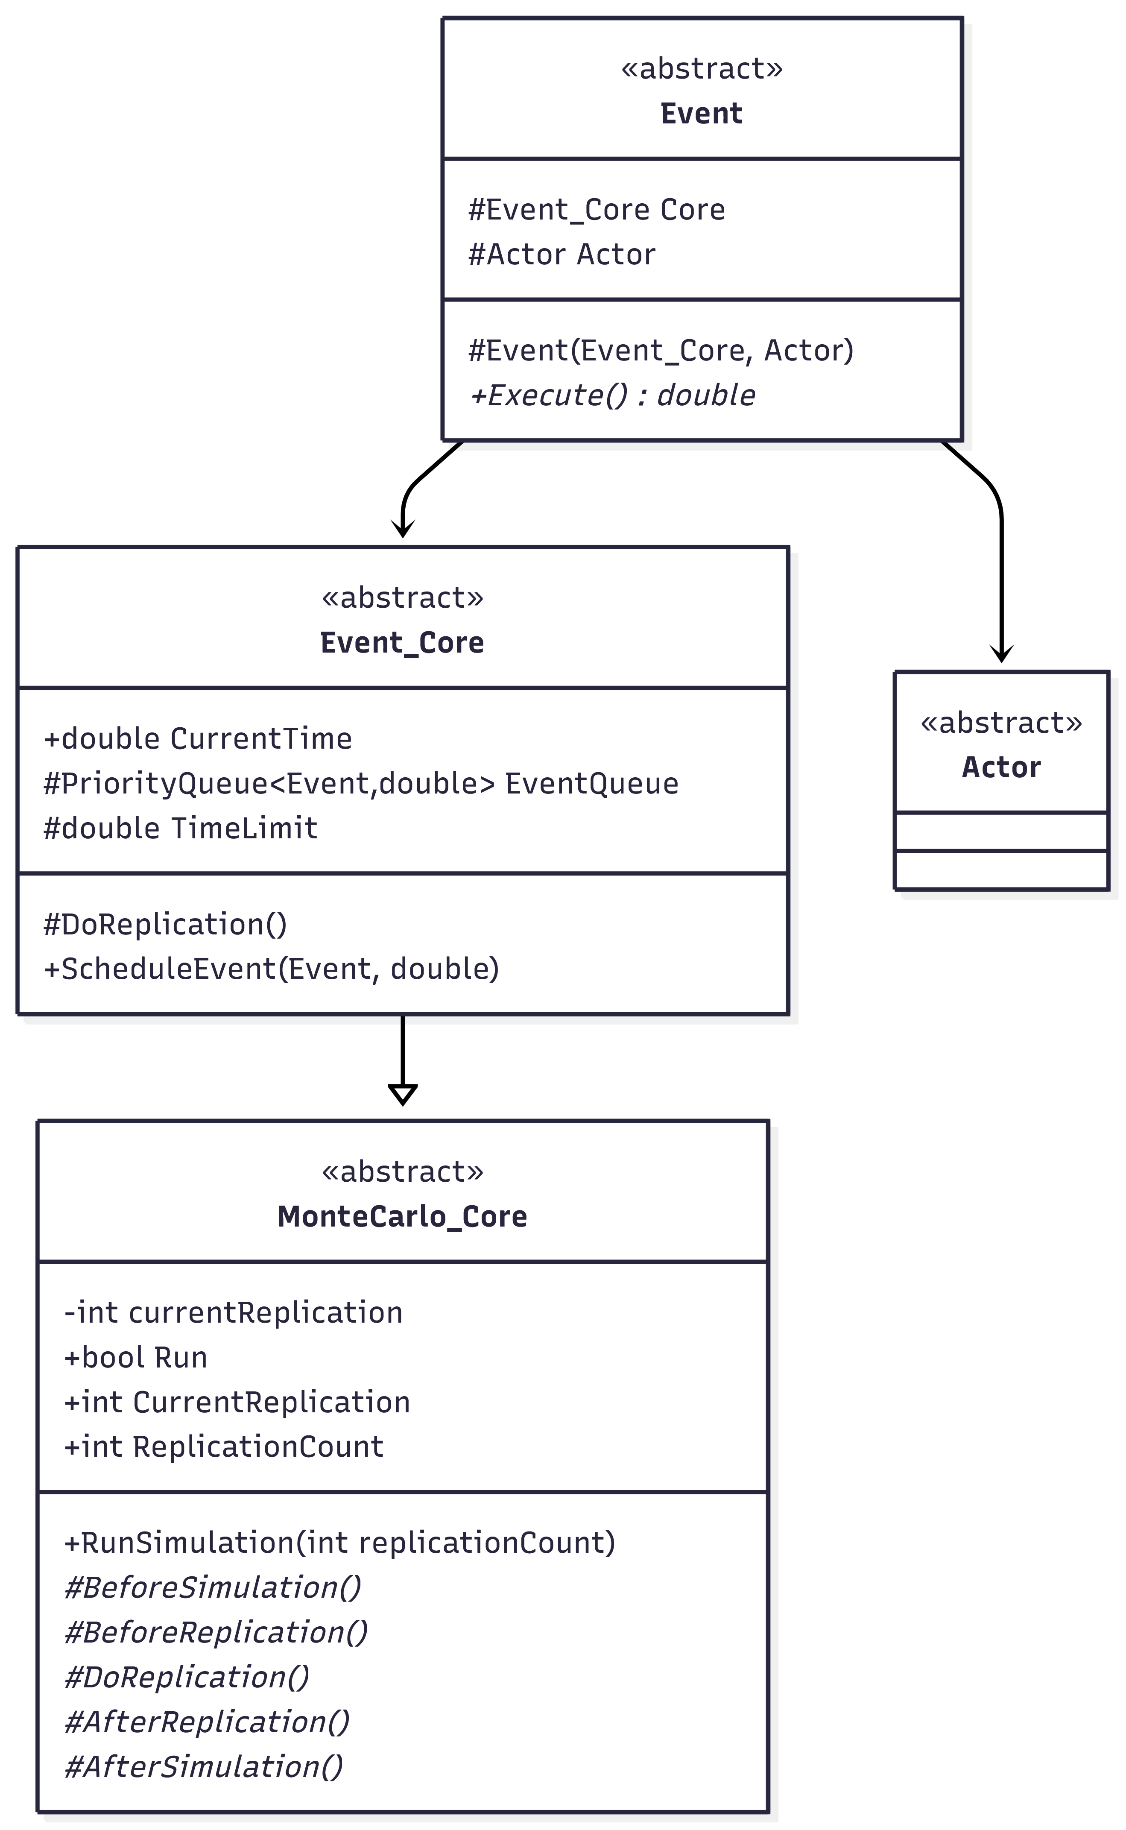 «abstract»
Event
#Event_Core Core
#Actor Actor
#Event(Event_Core, Actor)
+Execute() : double
«abstract»
Event_Core
+double CurrentTime
#PriorityQueue<Event,double> EventQueue
#double TimeLimit
#DoReplication()
+ScheduleEvent(Event, double)
«abstract»
Actor
«abstract»
MonteCarlo_Core
-int currentReplication
+bool Run
+int CurrentReplication
+int ReplicationCount
+RunSimulation(int replicationCount)
#BeforeSimulation()
#BeforeReplication()
#DoReplication()
#AfterReplication()
#AfterSimulation()